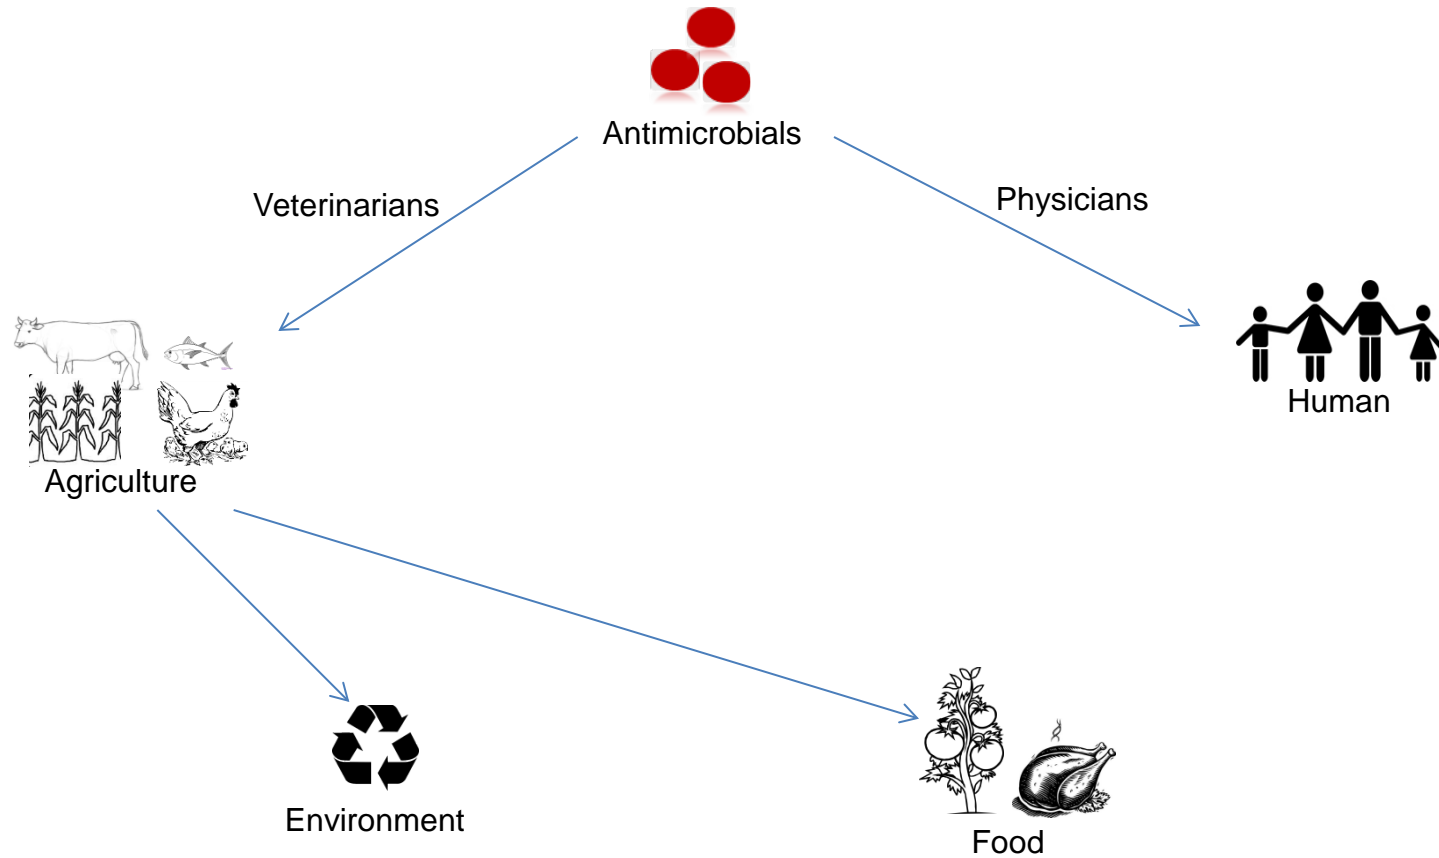 Antimicrobials
Veterinarians
Physicians
Human
Agriculture
Environment
Food